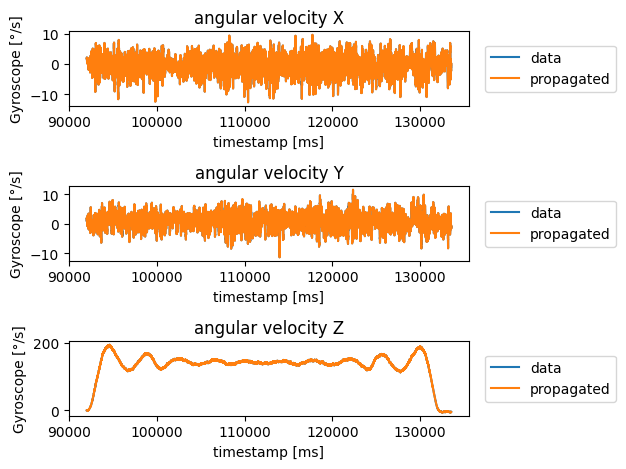 angular velocity X
Gyroscope [°/s]
10
0
−10
90000 100000 110000 120000 130000
timestamp [ms]
data
propagated
angular velocity Y
Gyroscope [°/s]
10
0
−10
90000 100000 110000 120000 130000
timestamp [ms]
data
propagated
angular velocity Z
Gyroscope [°/s]
200
0
90000 100000 110000 120000 130000
timestamp [ms]
data
propagated